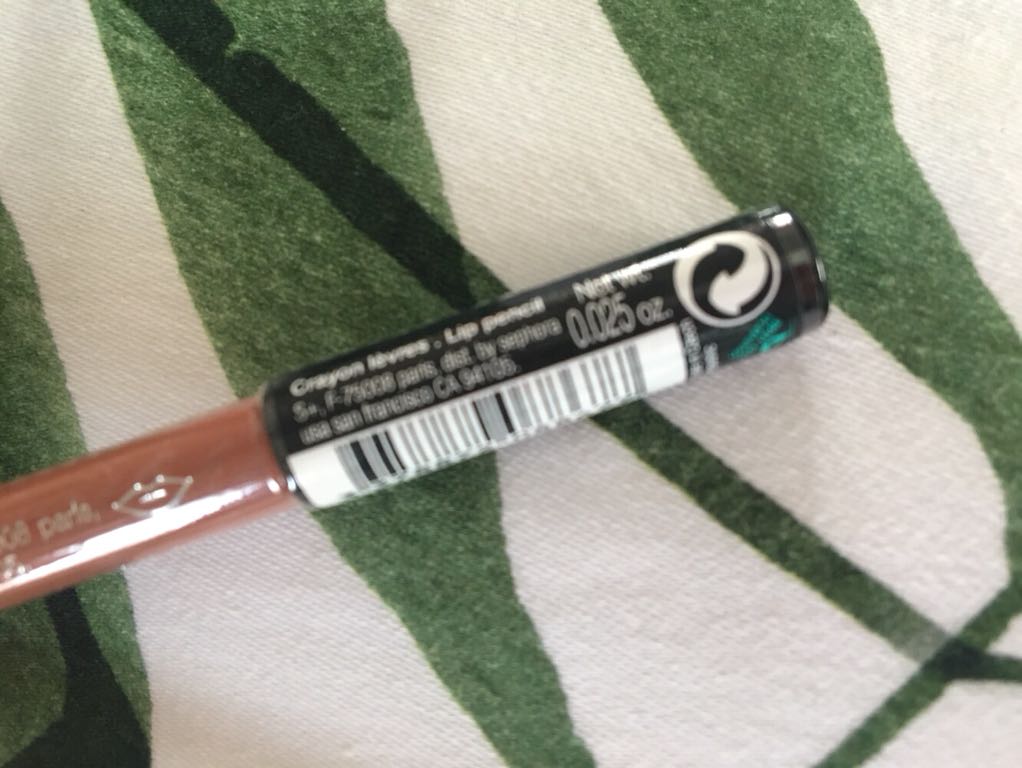 Crayon lèvres . Lip pencil
S+, F-75008 paris, dist. by sephora
usa san francisco CA 94105.
Net wt.
0.025 oz.
paris,